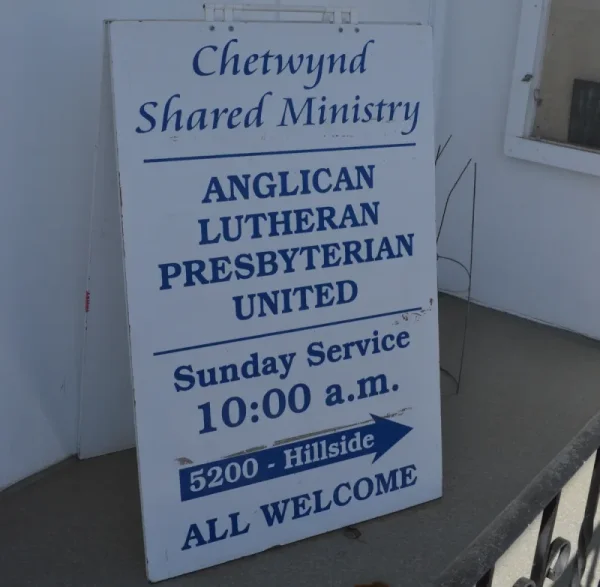 Chetwynd
Shared Ministry
ANGLICAN
LUTHERAN
PRESBYTERIAN
UNITED
Sunday Service
10:00 a.m.
5200 - Hillside
ALL WELCOME